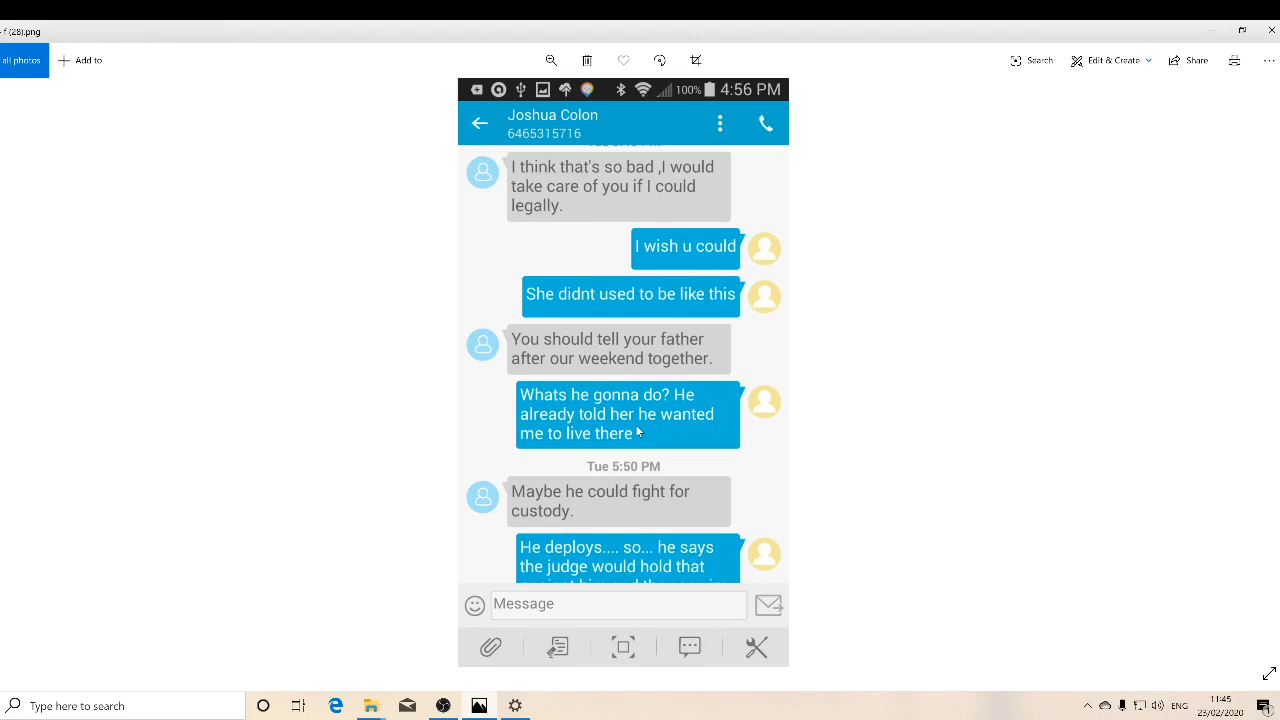 - f (28).png
all photos
Add to
Search
Edit & Create
Share
100% 4:56 PM
Joshua Colon
6465315716
I think that's so bad ,I would
take care of you if I could
legally.
I wish u could
She didnt used to be like this
You should tell your father
after our weekend together.
Whats he gonna do? He
already told her he wanted
me to live there
Tue 5:50 PM
Maybe he could fight for
custody.
He deploys.... so... he says
the judge would hold that
Message
Type here to search
ENG
11:45
23/02/2020